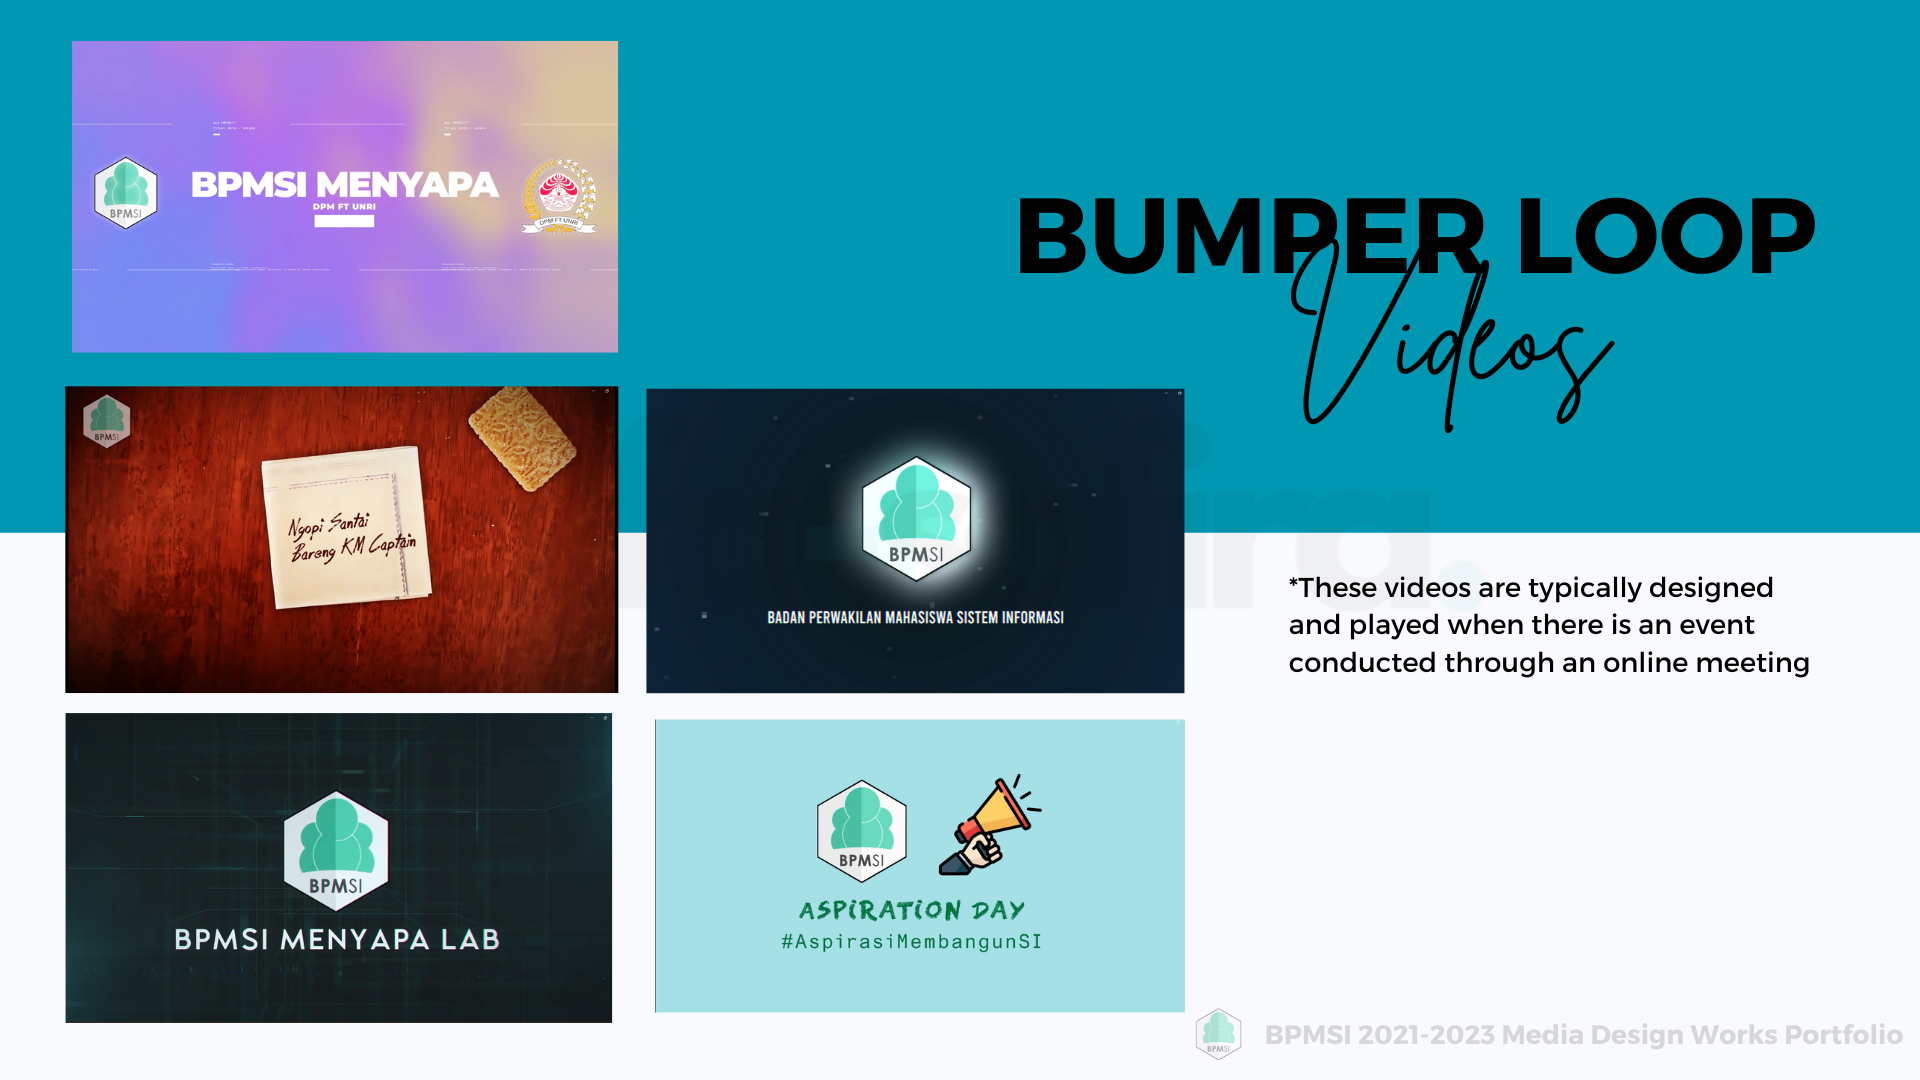 BUMPER LOOP
Videos
BPMSI MENYAPA
DPM FT UNRI
BPMSI
DPM FT UNRI
BPMSI
Ngopi Santai
Bareng KM Captain
BPMSI
BADAN PERWAKILAN MAHASISWA SISTEM INFORMASI
*These videos are typically designed
and played when there is an event
conducted through an online meeting
BPMSI
BPMSI MENYAPA LAB
BPMSI
ASPIRATION DAY
#AspirasiMembangunSI
BPMSI
BPMSI 2021-2023 Media Design Works Portfolio